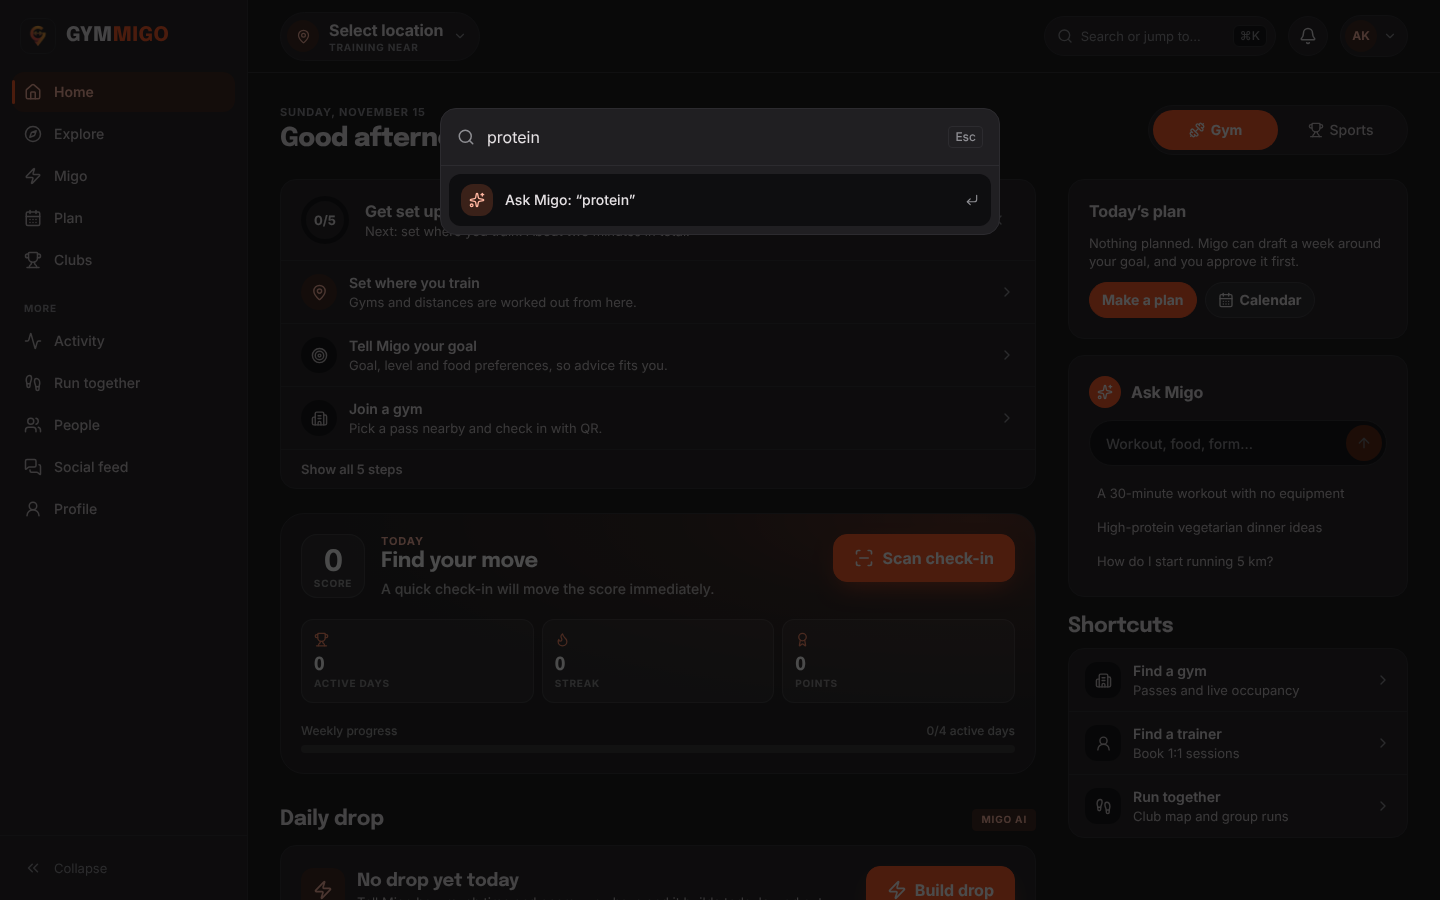 GYMMIGO
Select location
TRAINING NEAR
Search or jump to...
⌘K
AK
Home
Explore
Migo
Plan
Clubs
MORE
Activity
Run together
People
Social feed
Profile
Collapse
SUNDAY, NOVEMBER 15
Good aftern
Gym
Sports
protein
Esc
Ask Migo: “protein”
0/5
Get set up
Next: set where you train. About two minutes in total.
Set where you train
Gyms and distances are worked out from here.
Tell Migo your goal
Goal, level and food preferences, so advice fits you.
Join a gym
Pick a pass nearby and check in with QR.
Show all 5 steps
0
SCORE
TODAY
Find your move
A quick check-in will move the score immediately.
Scan check-in
0
ACTIVE DAYS
0
STREAK
0
POINTS
Weekly progress
0/4 active days
Daily drop
MIGO AI
No drop yet today
Build drop
Today’s plan
Nothing planned. Migo can draft a week around
your goal, and you approve it first.
Make a plan
Calendar
Ask Migo
Workout, food, form...
A 30-minute workout with no equipment
High-protein vegetarian dinner ideas
How do I start running 5 km?
Shortcuts
Find a gym
Passes and live occupancy
Find a trainer
Book 1:1 sessions
Run together
Club map and group runs